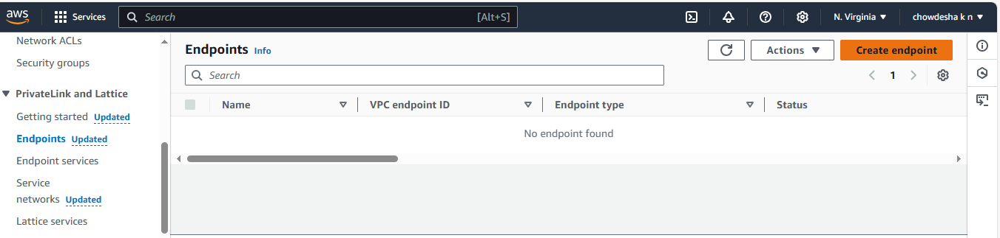 aws Services Search [Alt+S] N. Virginia chowdesha k n
Network ACLs
Security groups
PrivateLink and Lattice
Getting started Updated
Endpoints Updated
Endpoint services
Service
networks Updated
Lattice services
Endpoints Info Actions Create endpoint
Search 1
Name VPC endpoint ID Endpoint type Status
No endpoint found